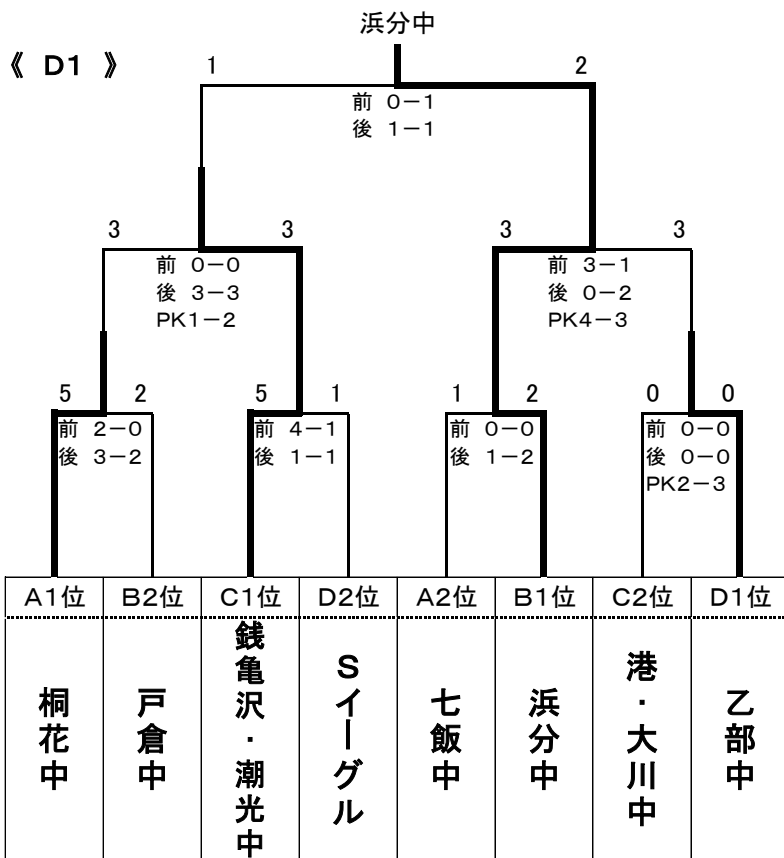 浜分中
《 D1 》
1
2
前 0−1
後 1−1
3
3
3
3
前 0−0
後 3−3
PK1−2
前 3−1
後 0−2
PK4−3
5
2
5
1
1
2
0
0
前 2−0
後 3−2
前 4−1
後 1−1
前 0−0
後 1−2
前 0−0
後 0−0
PK2−3
A1位
B2位
C1位
D2位
A2位
B1位
C2位
D1位
桐花中
戸倉中
銭亀沢・潮光中
Sイーグル
七飯中
浜分中
港・大川中
乙部中